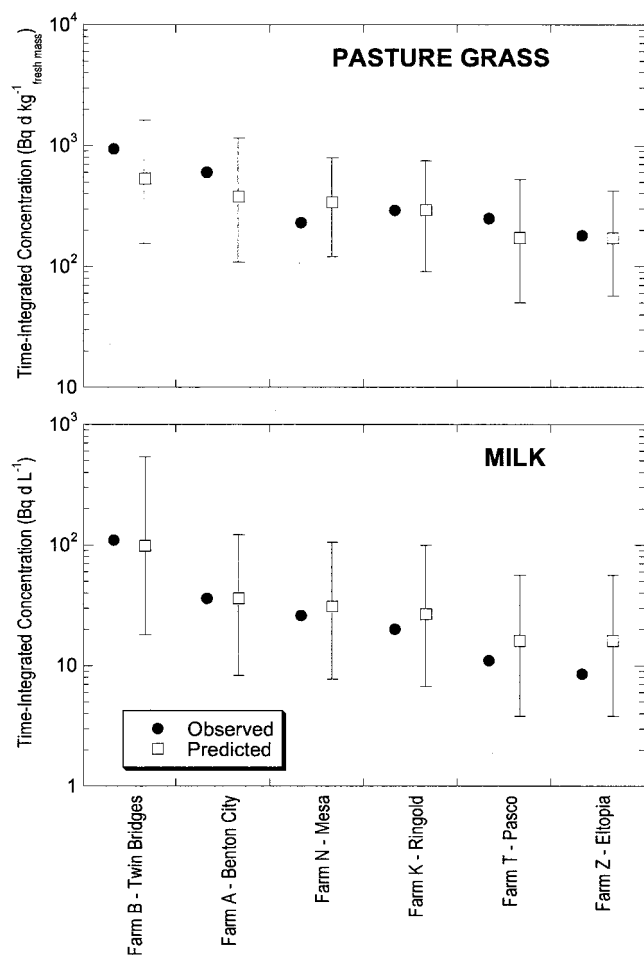 PASTURE GRASS
Time-Integrated Concentration (Bq d kg⁻¹ fresh mass)
10⁴
10³
10²
10
MILK
Time-Integrated Concentration (Bq d L⁻¹)
10³
10²
10
1
Observed
Predicted
Farm B - Twin Bridges
Farm A - Benton City
Farm N - Mesa
Farm K - Ringold
Farm T - Pasco
Farm Z - Eltopia